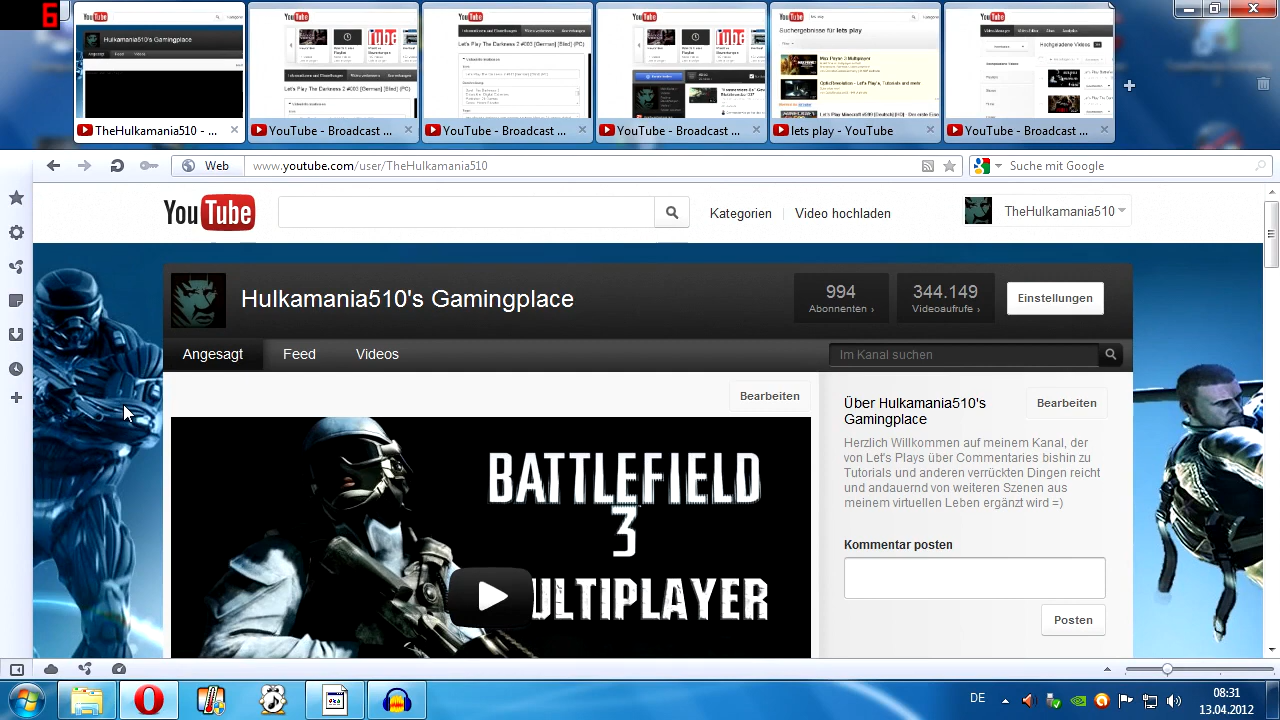 6
TheHulkamania510 - ...
YouTube - Broadcast ...
YouTube - Broadcast ...
YouTube - Broadcast ...
lets play - YouTube
YouTube - Broadcast ...
Web
www.youtube.com/user/TheHulkamania510
Suche mit Google
YouTube
Kategorien
Video hochladen
TheHulkamania510
Hulkamania510's Gamingplace
994
Abonnenten ›
344.149
Videoaufrufe ›
Einstellungen
Angesagt
Feed
Videos
Im Kanal suchen
Bearbeiten
BATTLEFIELD
3
MULTIPLAYER
Über Hulkamania510's
Gamingplace
Bearbeiten
Herzlich Willkommen auf meinem Kanal, der
von Let's Plays über Commentaries bishin zu
Tutorials und anderen verrückten Dingen reicht
und andauernd von weiteren Szenen aus
meinem virtuellen Leben ergänzt wird =)
Kommentar posten
Posten
DE
08:31
13.04.2012